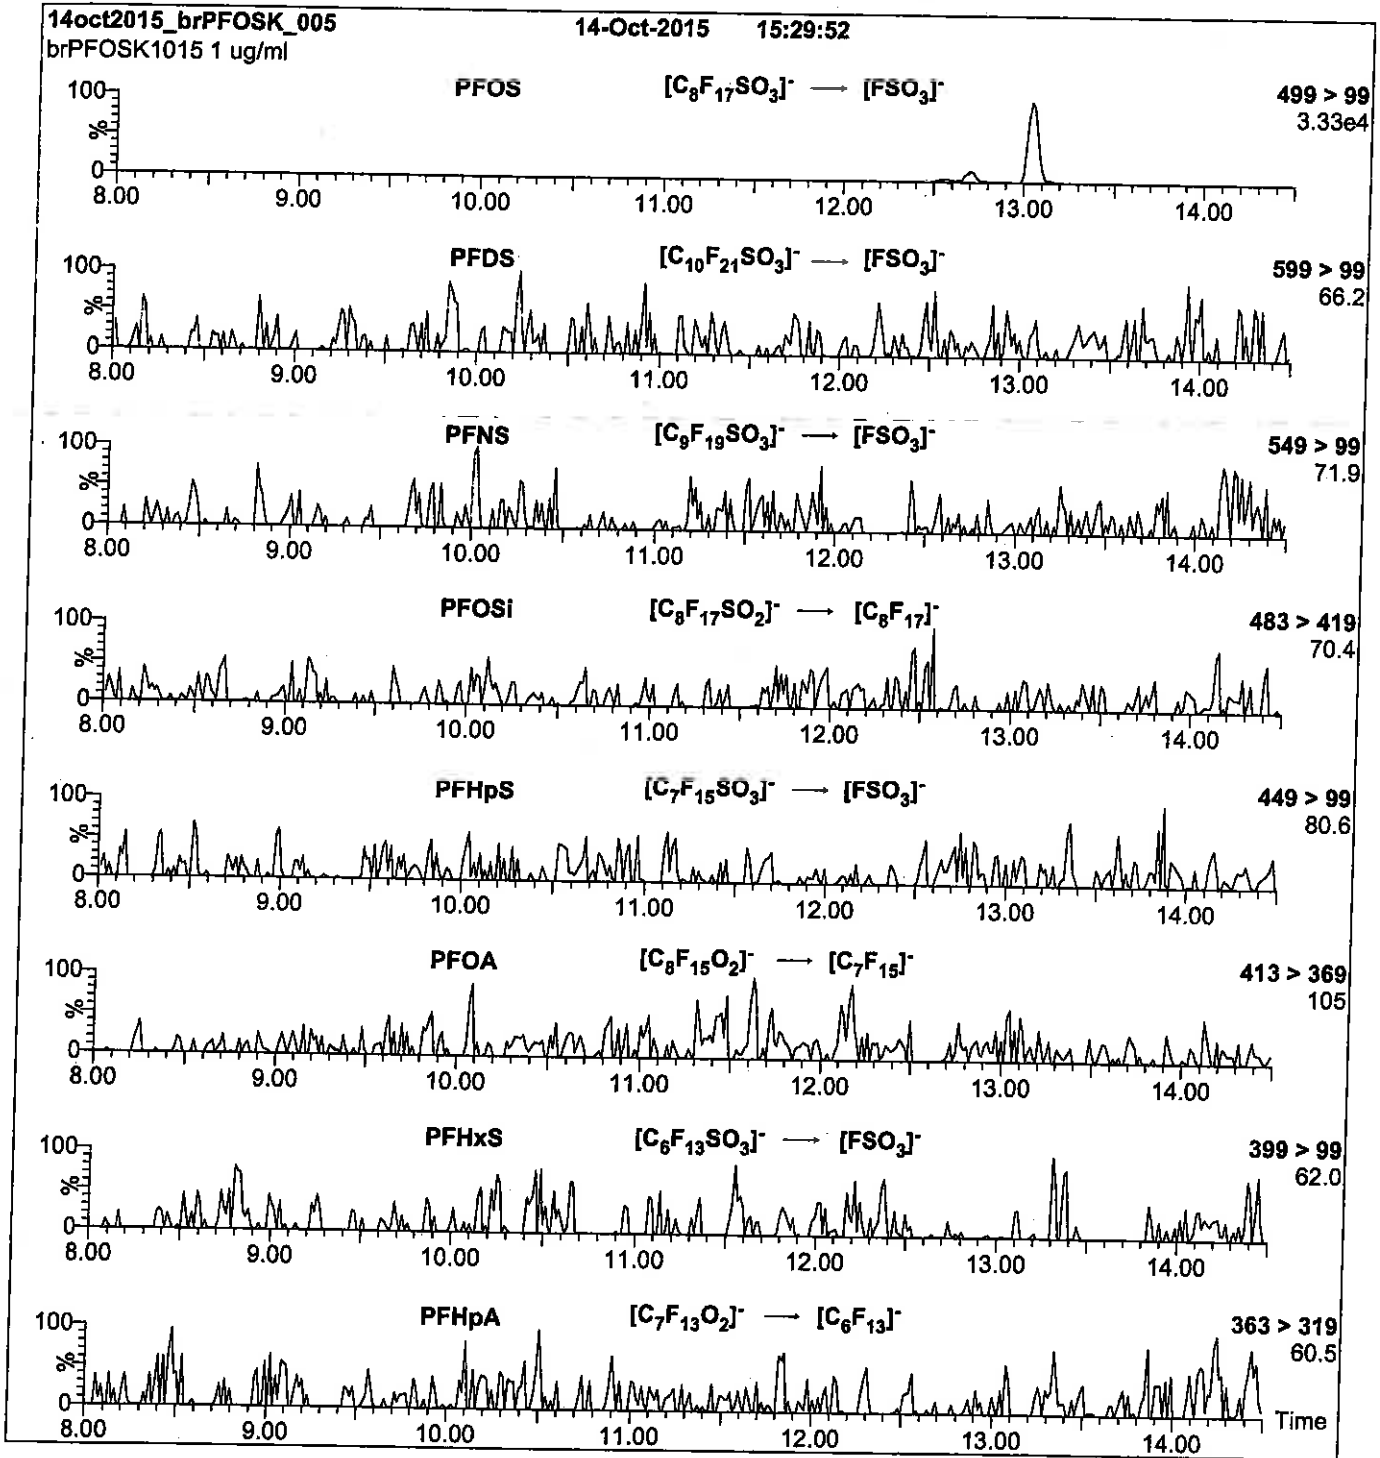 14oct2015_brPFOSK_005 14-Oct-2015 15:29:52
brPFOSK1015 1 ug/ml
PFOS [C8F17SO3]- → [FSO3]- 499 > 99
3.33e4
100
%
0
8.00 9.00 10.00 11.00 12.00 13.00 14.00
PFDS [C10F21SO3]- → [FSO3]- 599 > 99
66.2
100
%
0
8.00 9.00 10.00 11.00 12.00 13.00 14.00
PFNS [C9F19SO3]- → [FSO3]- 549 > 99
71.9
100
%
0
8.00 9.00 10.00 11.00 12.00 13.00 14.00
PFOSi [C8F17SO2]- → [C8F17]- 483 > 419
70.4
100
%
0
8.00 9.00 10.00 11.00 12.00 13.00 14.00
PFHpS [C7F15SO3]- → [FSO3]- 449 > 99
80.6
100
%
0
8.00 9.00 10.00 11.00 12.00 13.00 14.00
PFOA [C8F15O2]- → [C7F15]- 413 > 369
105
100
%
0
8.00 9.00 10.00 11.00 12.00 13.00 14.00
PFHxS [C6F13SO3]- → [FSO3]- 399 > 99
62.0
100
%
0
8.00 9.00 10.00 11.00 12.00 13.00 14.00
PFHpA [C7F13O2]- → [C6F13]- 363 > 319
60.5
100
%
0
Time
8.00 9.00 10.00 11.00 12.00 13.00 14.00